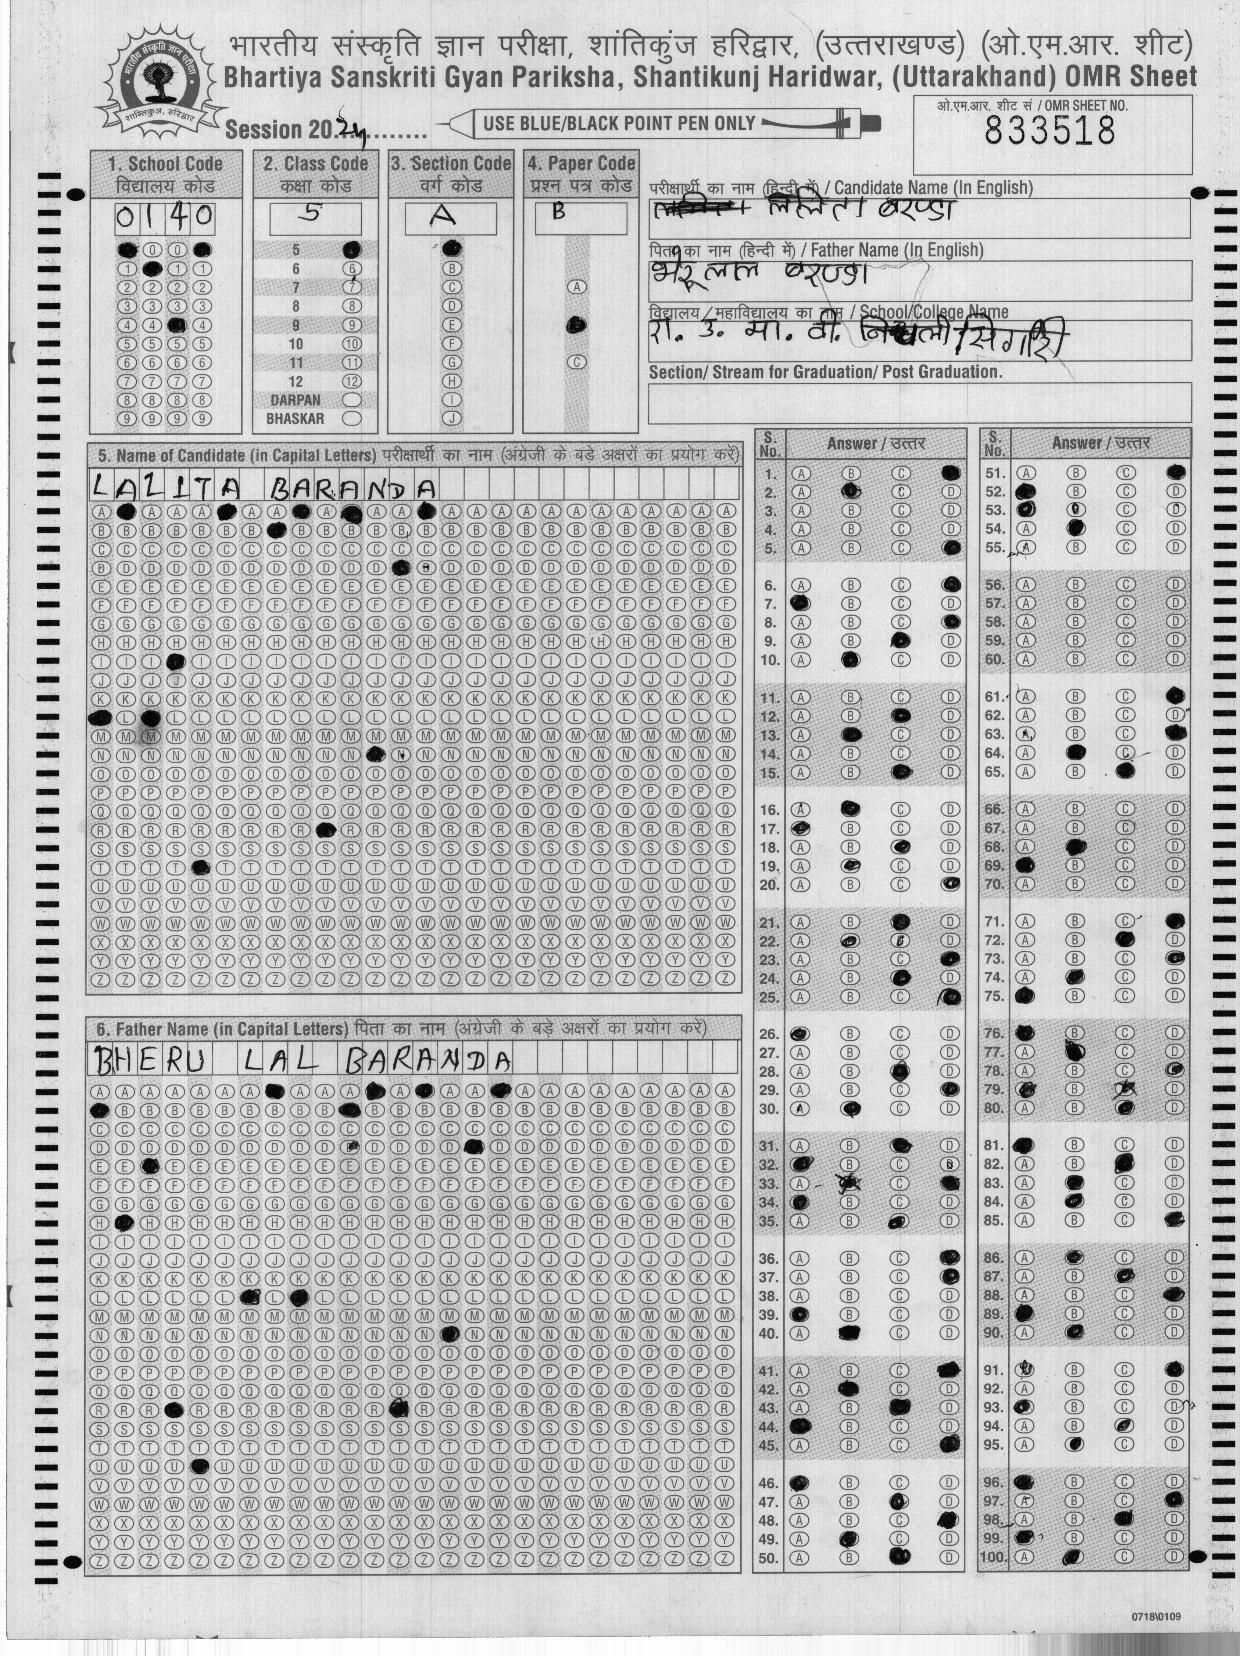 भारतीय संस्कृति ज्ञान परीक्षा, शांतिकुंज हरिद्वार, (उत्तराखण्ड) (ओ.एम.आर. शीट)
Bhartiya Sanskriti Gyan Pariksha, Shantikunj Haridwar, (Uttarakhand) OMR Sheet
Session 2024
USE BLUE/BLACK POINT PEN ONLY
ओ.एम.आर. शीट सं / OMR SHEET NO.
833518
1. School Code
विद्यालय कोड
0140
2. Class Code
कक्षा कोड
5
3. Section Code
वर्ग कोड
A
4. Paper Code
प्रश्न पत्र कोड
B
5
6
7
8
9
10
11
12
DARPAN
BHASKAR
परीक्षार्थी का नाम (हिन्दी में) / Candidate Name (In English)
ललिता बरण्डा
पिता का नाम (हिन्दी में) / Father Name (In English)
भेरूलाल बरण्डा
विद्यालय/महाविद्यालय का नाम / School/College Name
रा. उ. मा. वी.
Section/ Stream for Graduation/ Post Graduation.
5. Name of Candidate (in Capital Letters) परीक्षार्थी का नाम (अंग्रेजी के बड़े अक्षरों का प्रयोग करें)
LALITA BARANDA
6. Father Name (in Capital Letters) पिता का नाम (अंग्रेजी के बड़े अक्षरों का प्रयोग करें)
BHERU LAL BARANDA
S. No. Answer / उत्तर
S. No. Answer / उत्तर
0718\0109